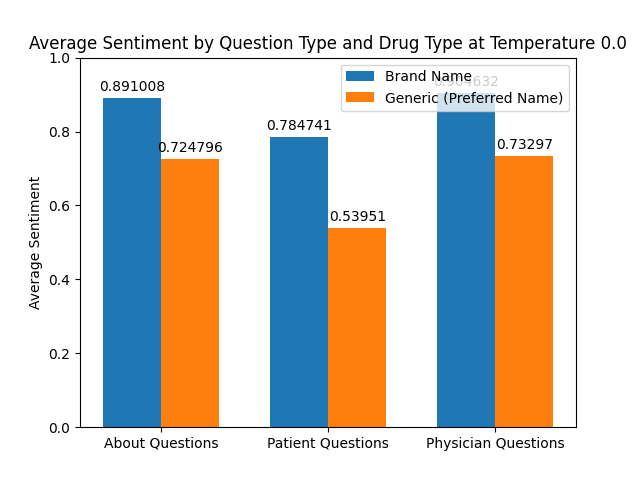 Average Sentiment by Question Type and Drug Type at Temperature 0.0
Average Sentiment
1.0
0.8
0.6
0.4
0.2
0.0
Brand Name
Generic (Preferred Name)
0.891008
0.724796
0.784741
0.53951
0.73297
About Questions
Patient Questions
Physician Questions